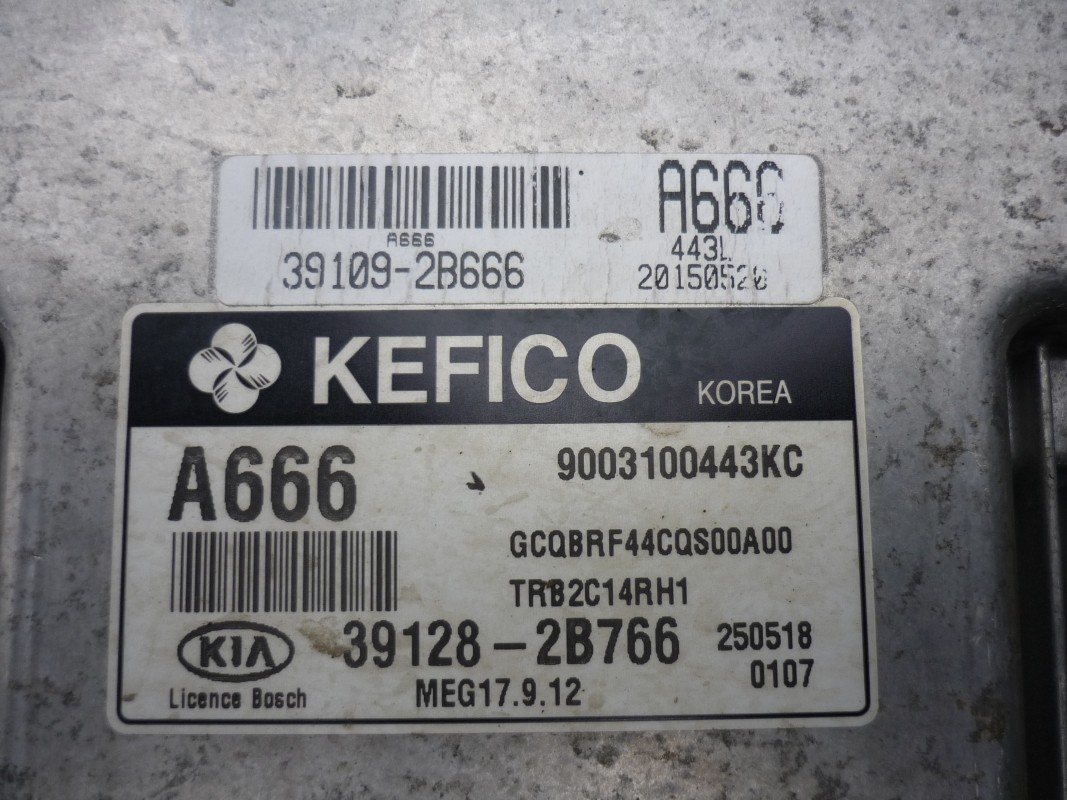 A666
A666
443L
39109-2B666
20150520
KEFICO
KOREA
A666
9003100443KC
GCQBRF44CQS00A00
TRB2C14RH1
KIA
39128-2B766
250518
0107
Licence Bosch
MEG17.9.12